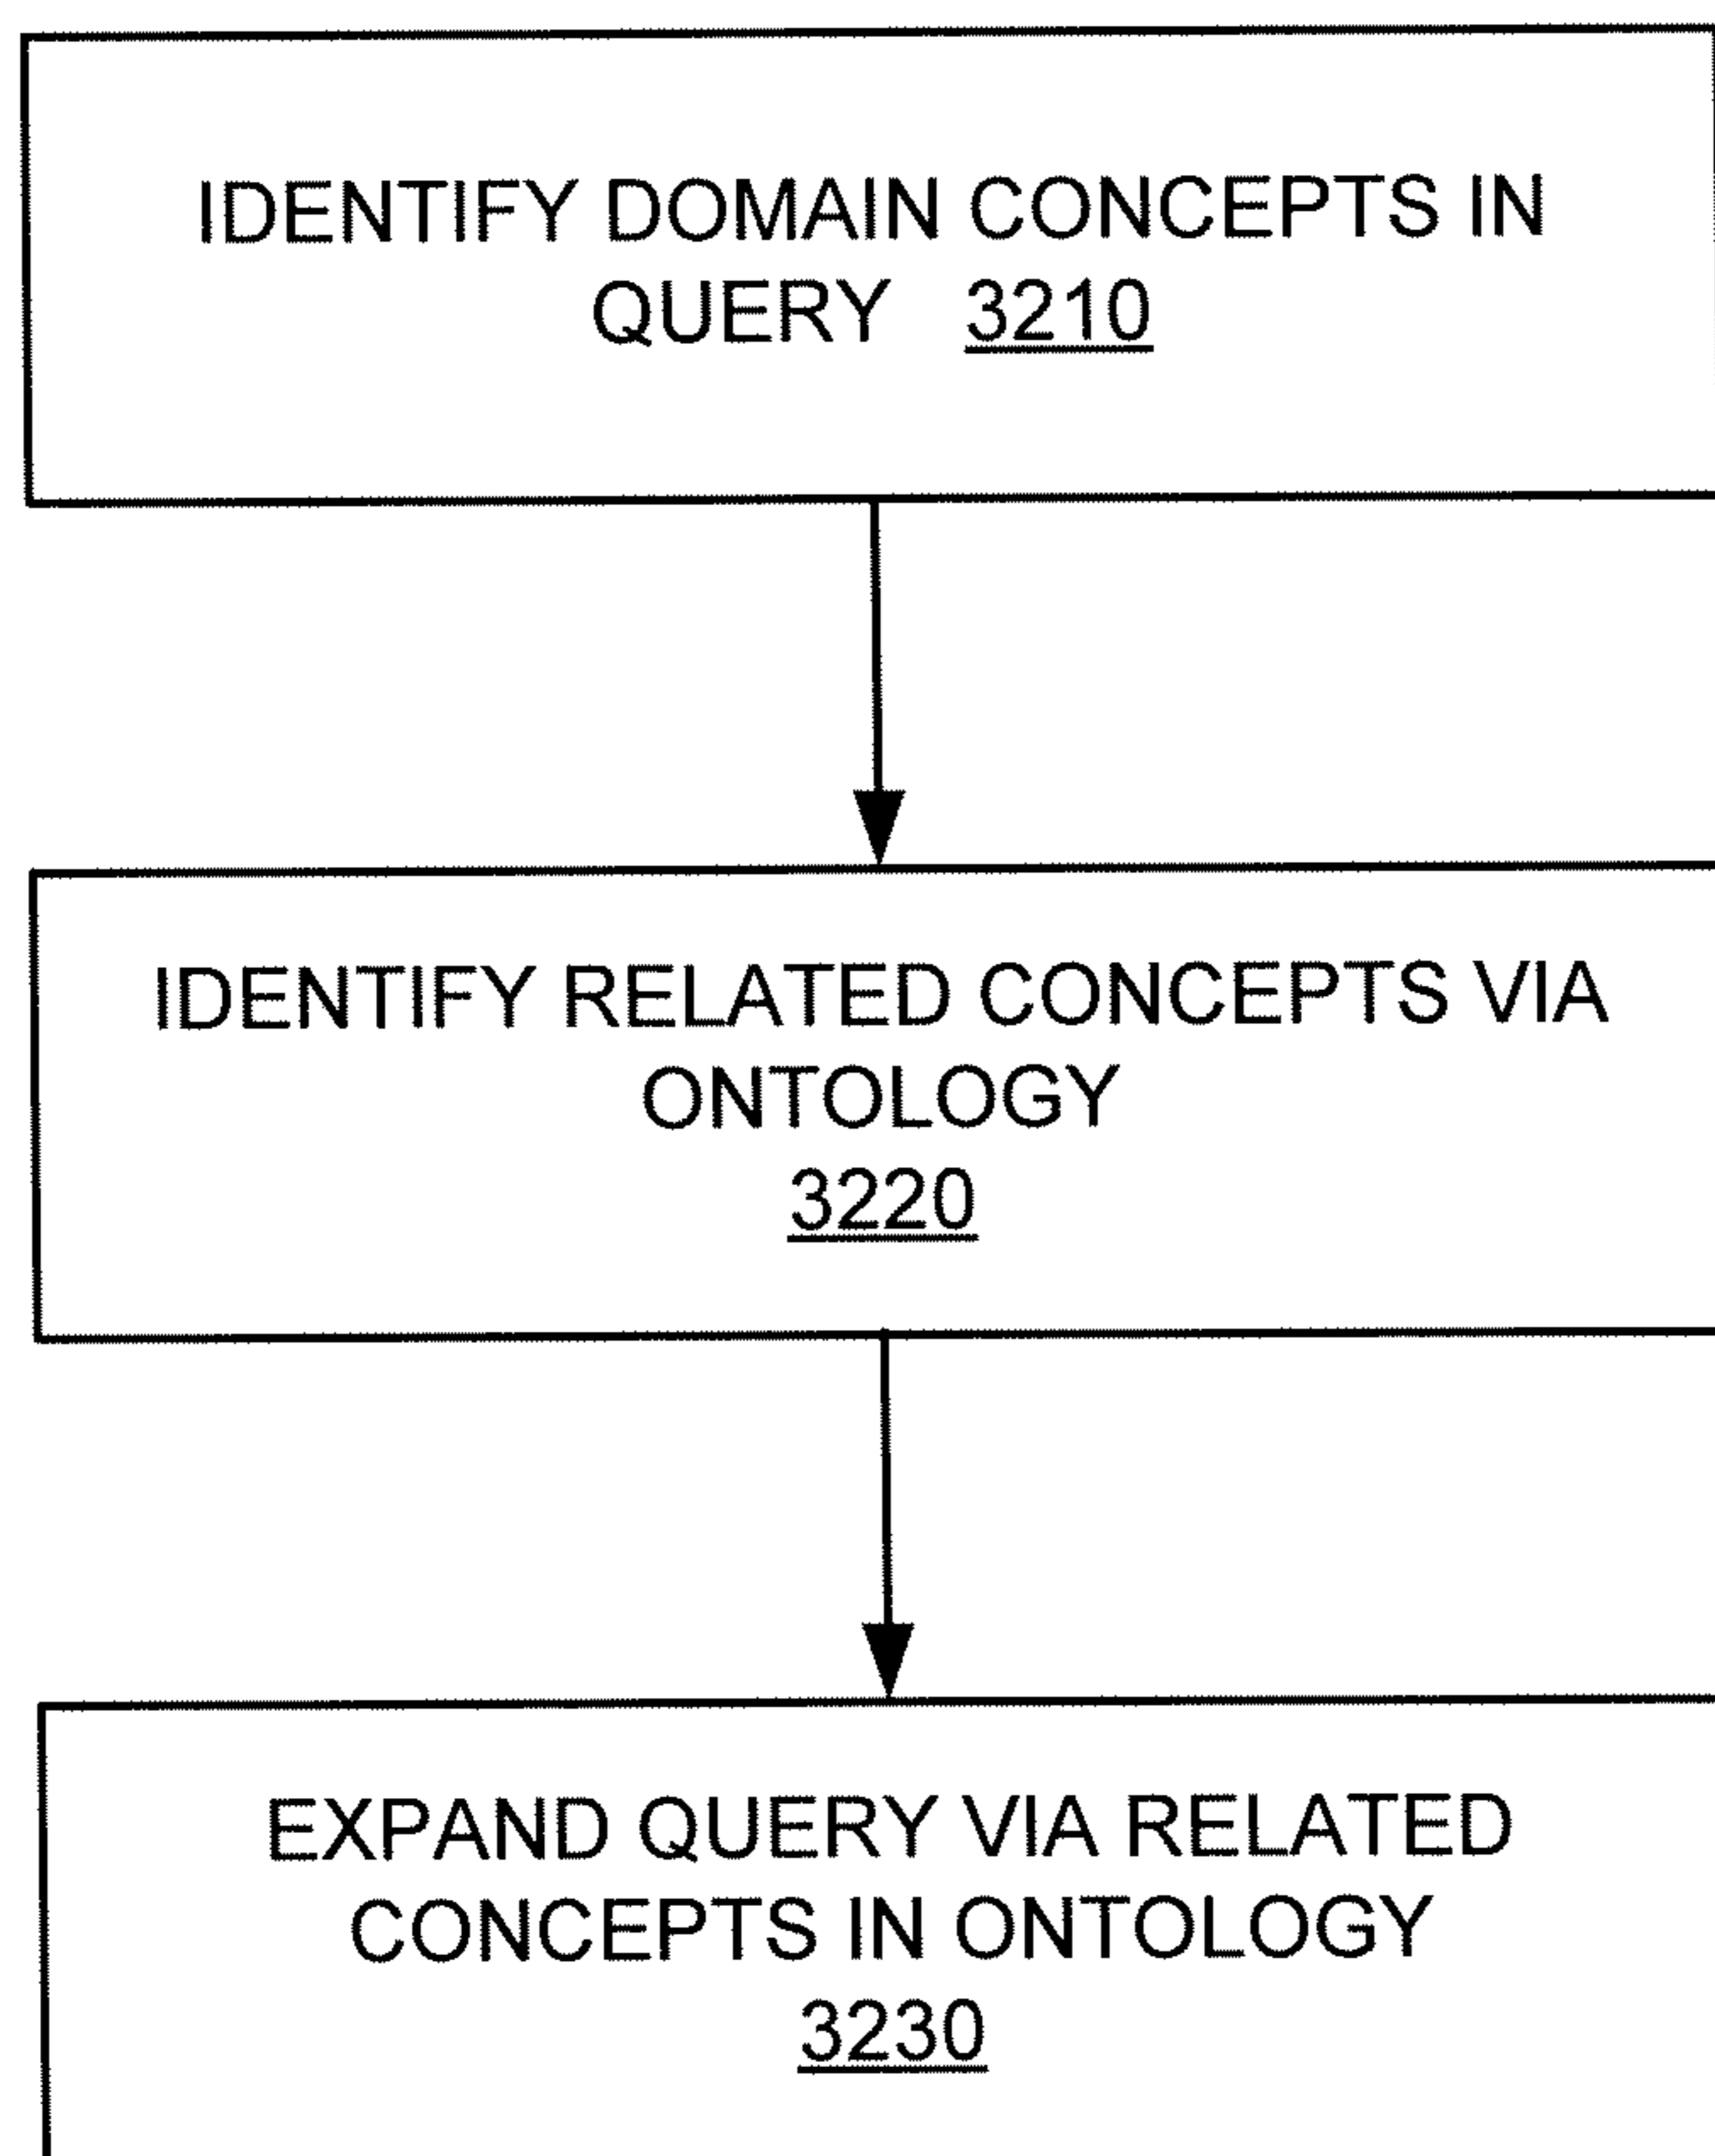 IDENTIFY DOMAIN CONCEPTS IN
QUERY 3210
IDENTIFY RELATED CONCEPTS VIA
ONTOLOGY
3220
EXPAND QUERY VIA RELATED
CONCEPTS IN ONTOLOGY
3230